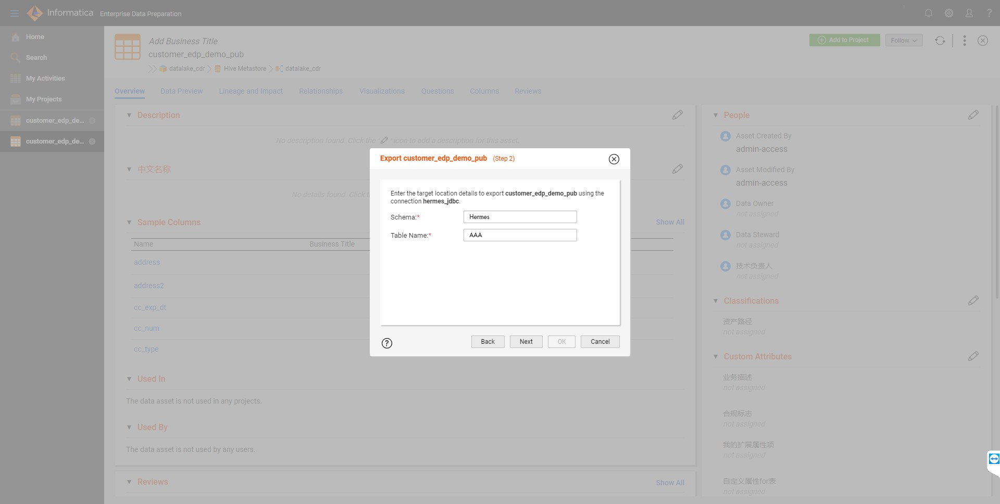 Informatica Enterprise Data Preparation
Home
Search
My Activities
My Projects
customer_edp_de...
customer_edp_de...
Add Business Title
customer_edp_demo_pub
datalake_cdr Hive Metastore datalake_cdr
Add to Project
Follow
Overview Data Preview Lineage and Impact Relationships Visualizations Questions Columns Reviews
Description
No description found. Click the ' ' icon to add a description for this asset.
中文名称
No details found. Click t
Sample Columns
Show All
Name Business Title
address
address2
cc_exp_dt
cc_num
cc_type
Used In
The data asset is not used in any projects.
Used By
The data asset is not used by any users.
Reviews
Show All
Export customer_edp_demo_pub (Step 2)
Enter the target location details to export customer_edp_demo_pub using the
connection hermes_jdbc.
Schema:* Hermes
Table Name:* AAA
?
Back Next OK Cancel
People
Asset Created By
admin-access
Asset Modified By
admin-access
Data Owner
not assigned
Data Steward
not assigned
技术负责人
not assigned
Classifications
资产路径
not assigned
Custom Attributes
业务描述
not assigned
合规标志
not assigned
我的扩展属性项
not assigned
自定义属性for表
not assigned